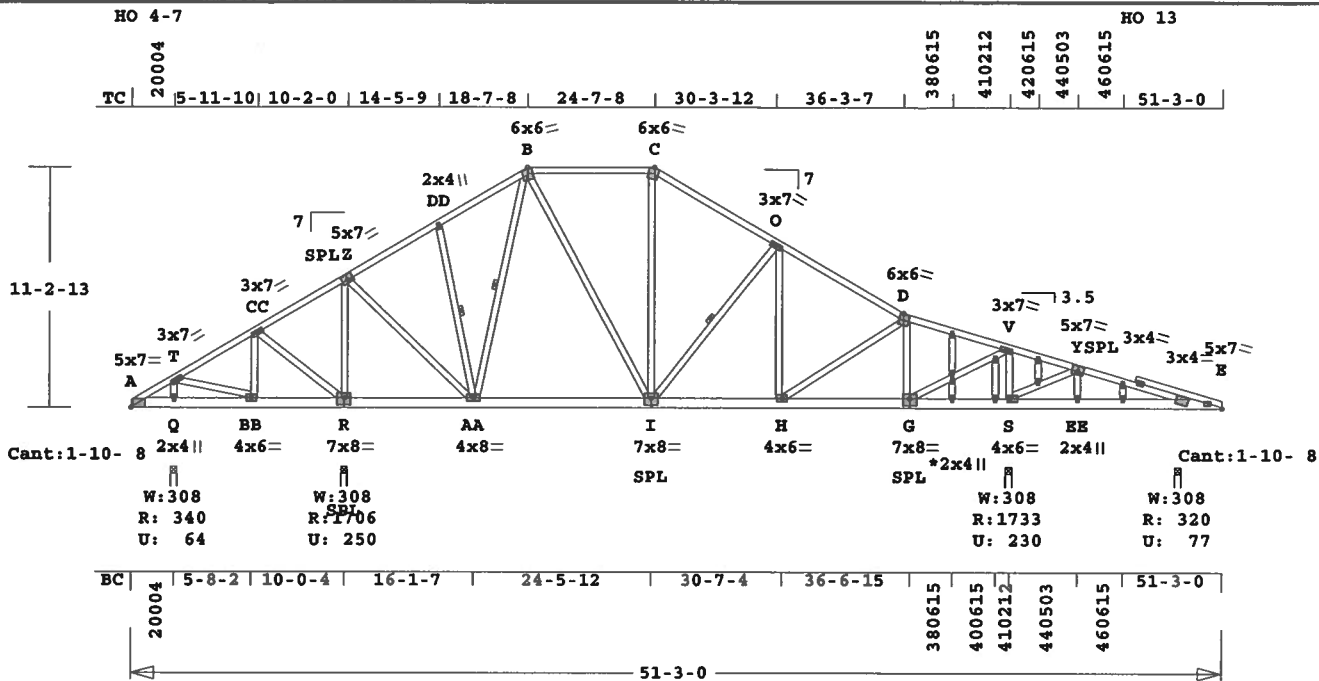 HO 4-7
HO 13
TC 20004 5-11-10 10-2-0 14-5-9 18-7-8 24-7-8 30-3-12 36-3-7 380615 410212 420615 440503 460615 51-3-0
6x6= 6x6=
B C
2x4|| 7
DD 3x7=
7 5x7= O
SPLZ
6x6=
D
11-2-13
3x7= 3x7= 3.5
CC V 5x7=
3x7= YSPL 3x4= 5x7=
5x7= T 3x4= E
A
Q BB R AA I H G S EE
2x4|| 4x6= 7x8= 4x8= 7x8= 4x6= 7x8= 4x6= 2x4||
Cant:1-10- 8 *2x4|| Cant:1-10- 8
SPL SPL
W:308 W:308 W:308 W:308
SPL
R: 340 R:1706 R:1733 R: 320
U: 64 U: 250 U: 230 U: 77
BC 20004 5-8-2 10-0-4 16-1-7 24-5-12 30-7-4 36-6-15 380615 400615 410212 440503 460615 51-3-0
51-3-0